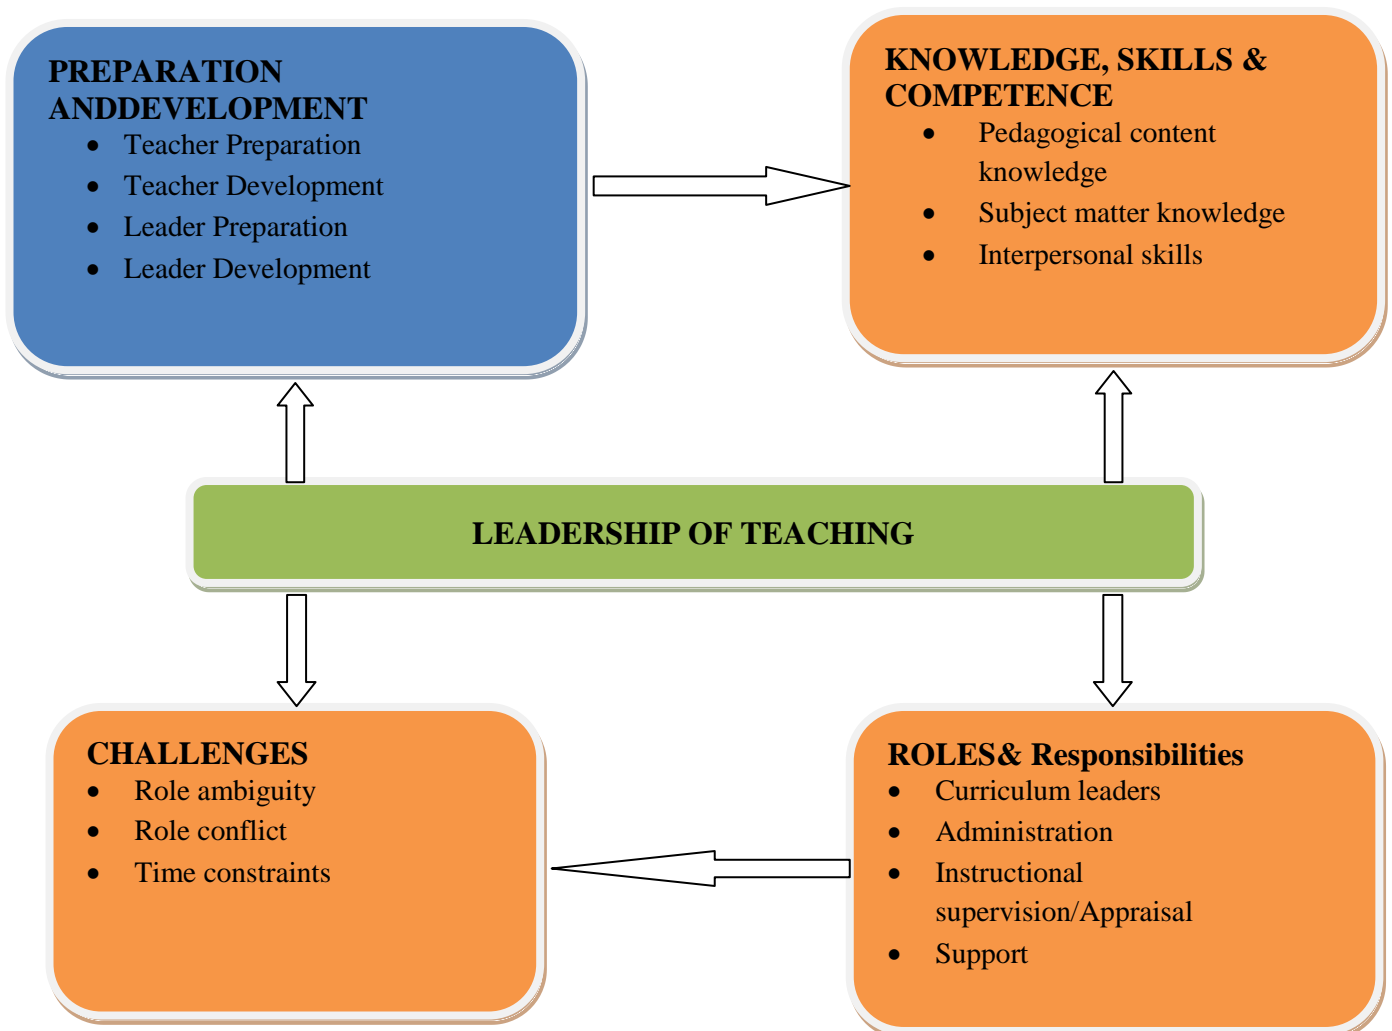 PREPARATION
ANDDEVELOPMENT
• Teacher Preparation
• Teacher Development
• Leader Preparation
• Leader Development
KNOWLEDGE, SKILLS &
COMPETENCE
• Pedagogical content
knowledge
• Subject matter knowledge
• Interpersonal skills
LEADERSHIP OF TEACHING
CHALLENGES
• Role ambiguity
• Role conflict
• Time constraints
ROLES& Responsibilities
• Curriculum leaders
• Administration
• Instructional
supervision/Appraisal
• Support